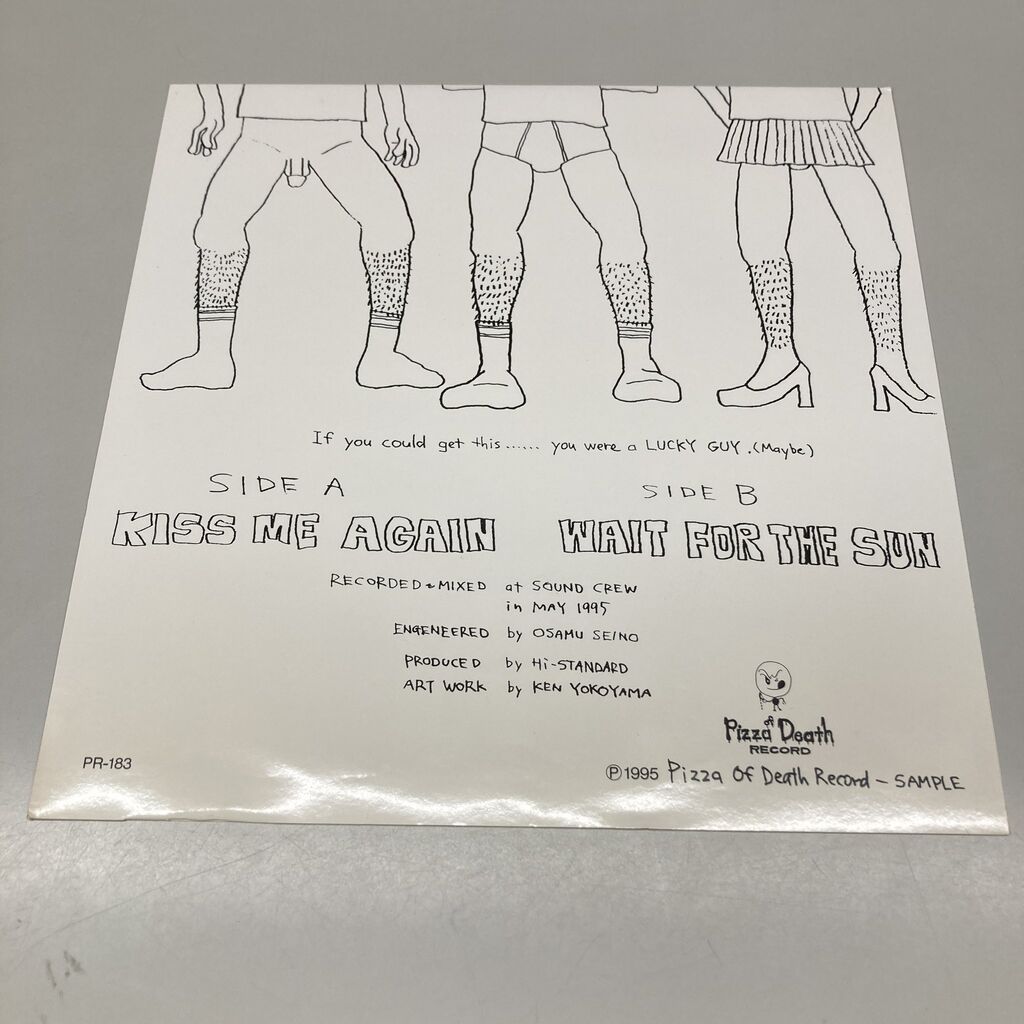 If you could get this...... you were a LUCKY GUY. (Maybe)
SIDE A
KISS ME AGAIN
SIDE B
WAIT FOR THE SUN
RECORDED & MIXED at SOUND CREW
in MAY 1995
ENGENEERED by OSAMU SEINO
PRODUCED by Hi-STANDARD
ART WORK by KEN YOKOYAMA
Pizza of Death
RECORD
PR-183
℗1995 Pizza Of Death Record - SAMPLE